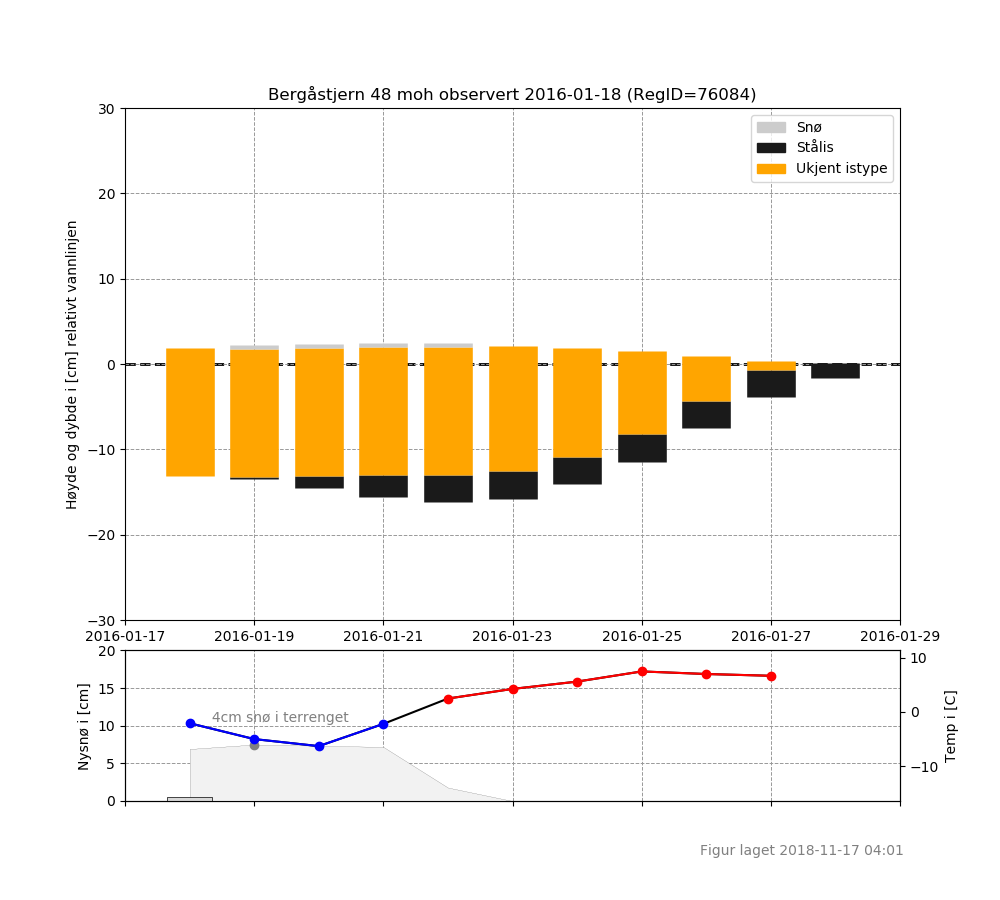 Bergåstjern 48 moh observert 2016-01-18 (RegID=76084)
30
20
10
0
−10
−20
−30
Høyde og dybde i [cm] relativt vannlinjen
Snø
Stålis
Ukjent istype
2016-01-17
2016-01-19
2016-01-21
2016-01-23
2016-01-25
2016-01-27
2016-01-29
20
15
10
5
0
Nysnø i [cm]
4cm snø i terrenget
10
0
−10
Temp i [C]
Figur laget 2018-11-17 04:01